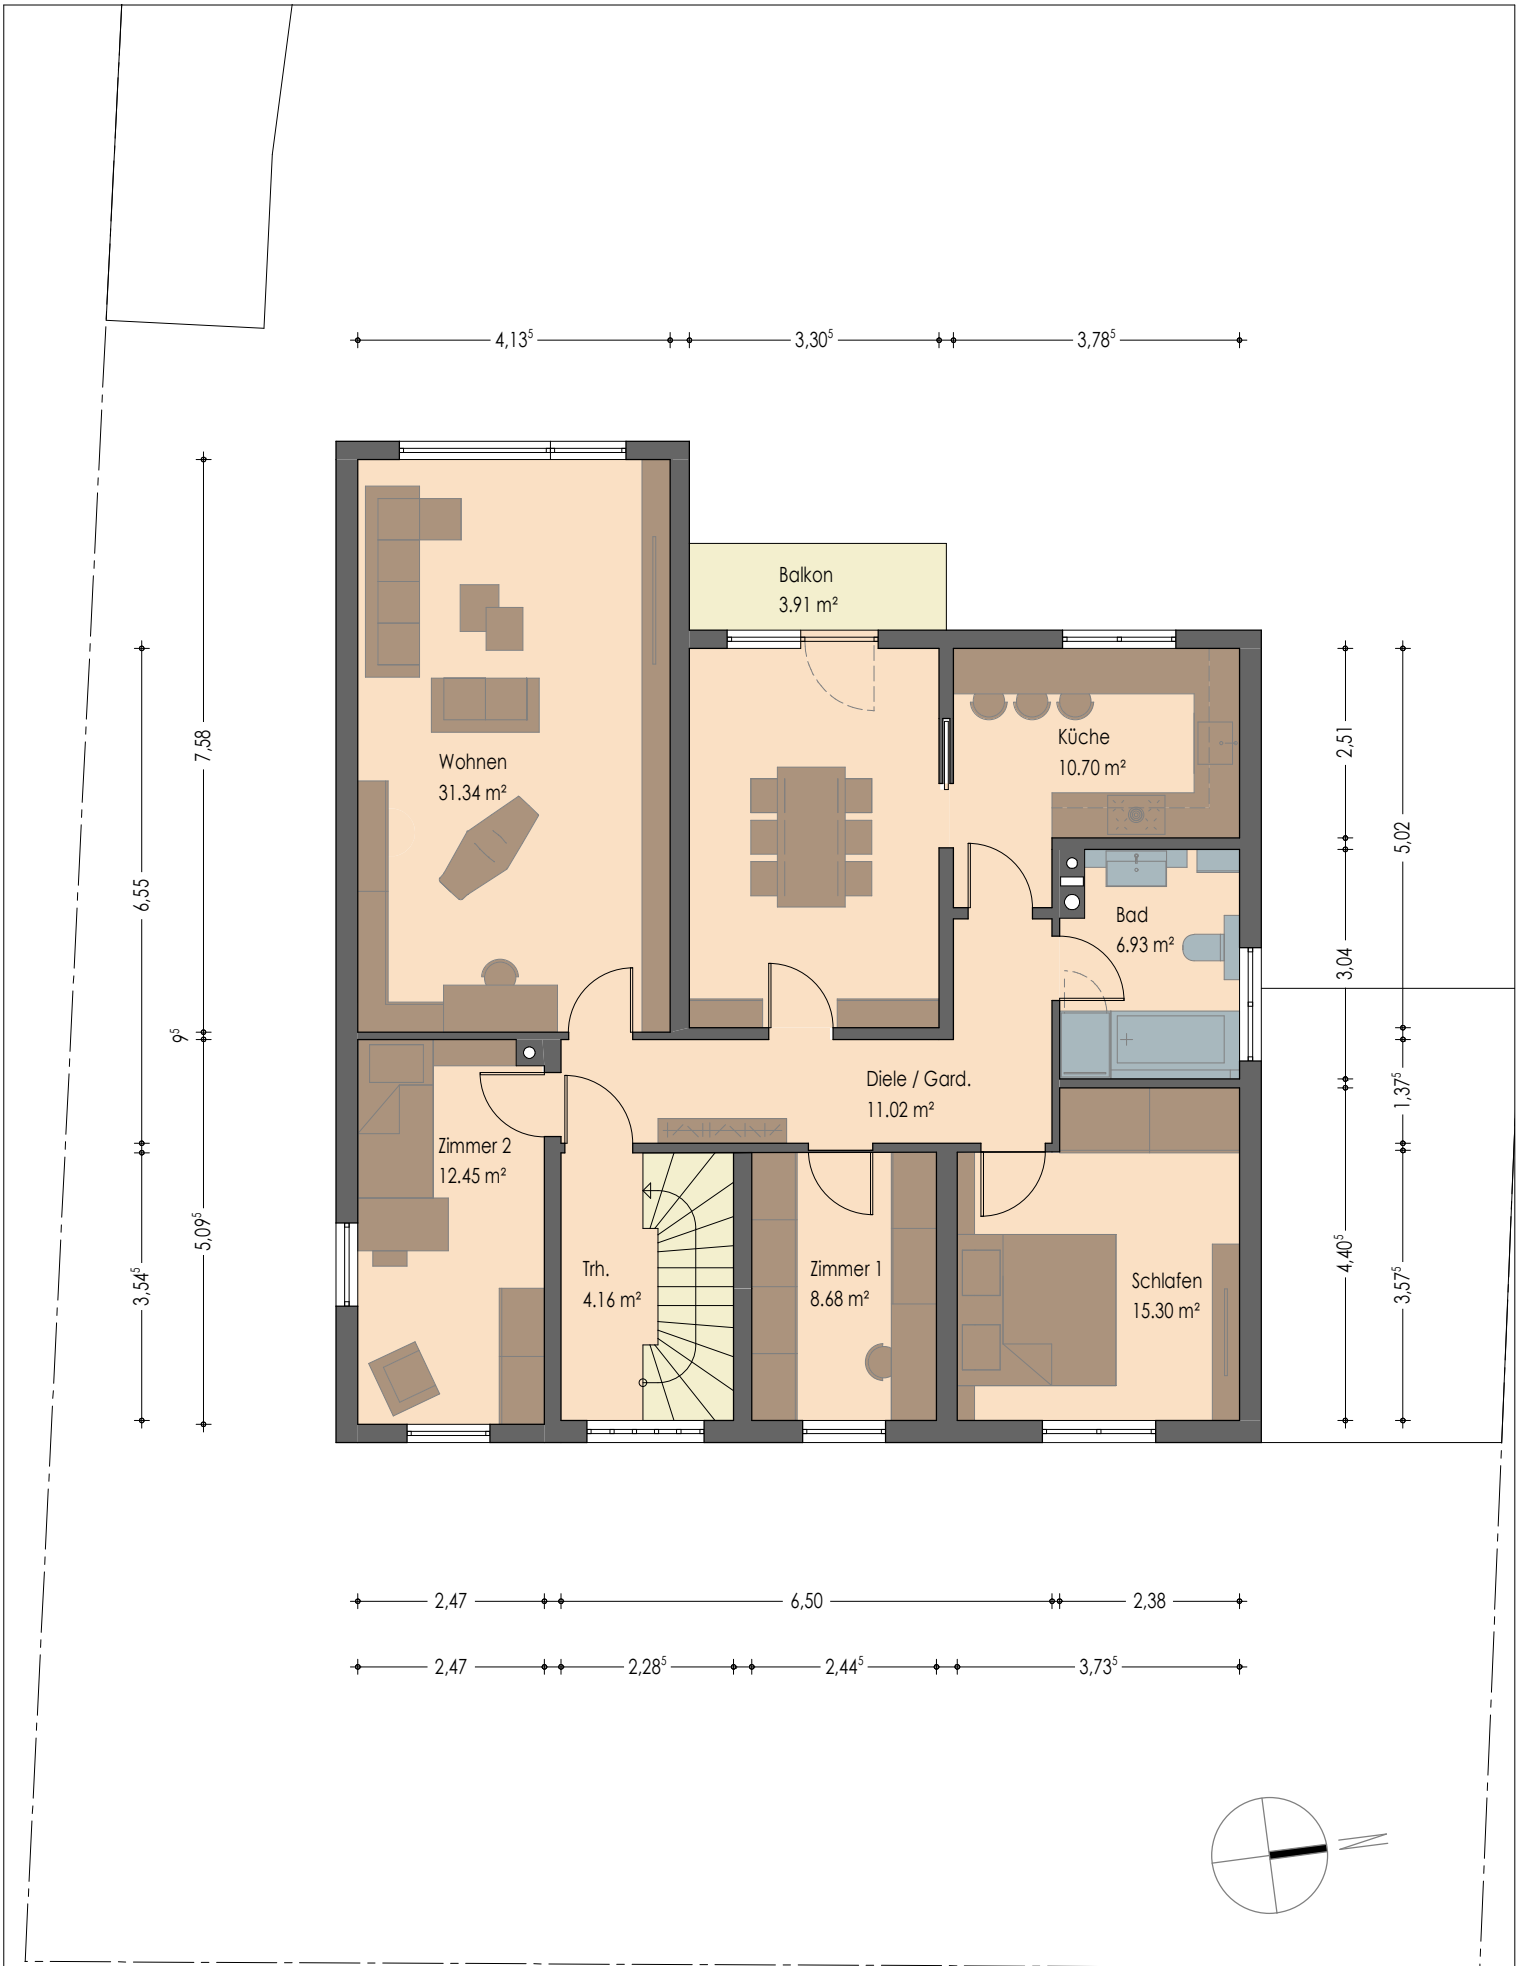 4,13⁵
3,30⁵
3,78⁵
Balkon
3.91 m²
Wohnen
31.34 m²
Küche
10.70 m²
7,58
2,51
5,02
6,55
Bad
6.93 m²
3,04
9⁵
Diele / Gard.
11.02 m²
1,37⁵
Zimmer 2
12.45 m²
5,09⁵
3,54⁵
Trh.
4.16 m²
Zimmer 1
8.68 m²
Schlafen
15.30 m²
4,40⁵
3,57⁵
2,47
6,50
2,38
2,47
2,28⁵
2,44⁵
3,73⁵
N